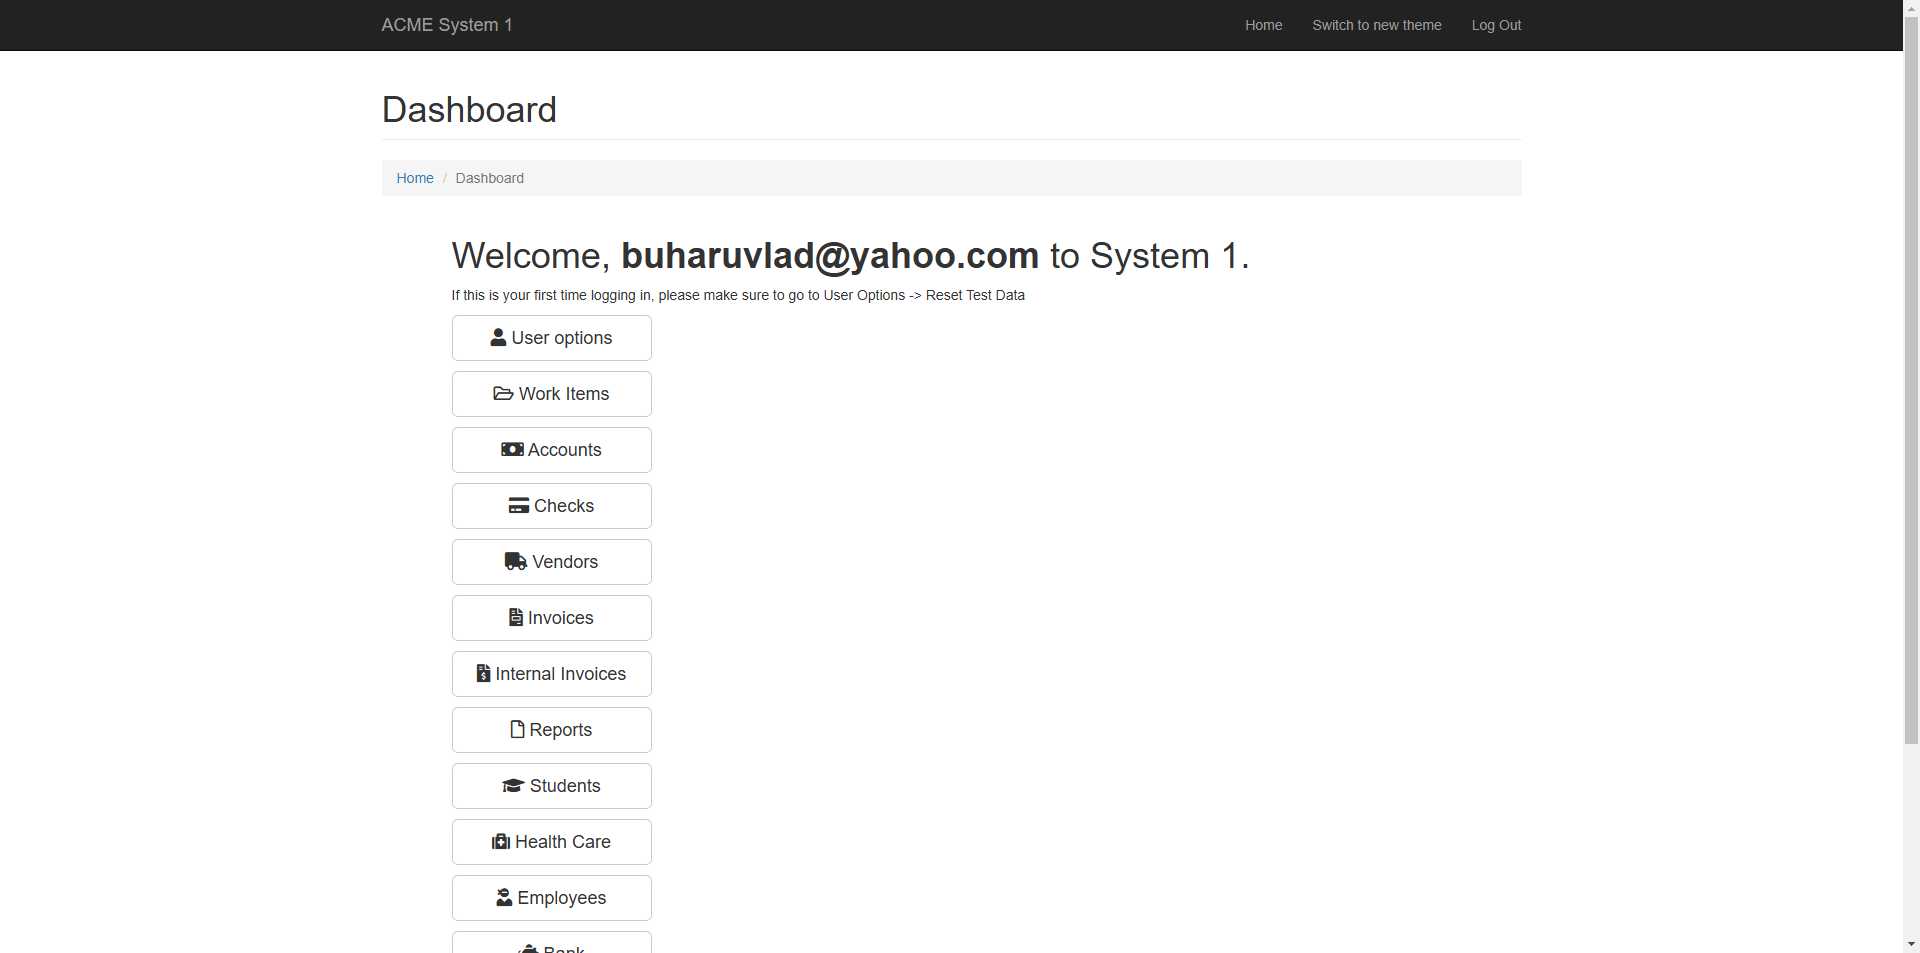 ACME System 1
Home
Switch to new theme
Log Out
Dashboard
Home / Dashboard
Welcome, buharuvlad@yahoo.com to System 1.
If this is your first time logging in, please make sure to go to User Options -> Reset Test Data
User options
Work Items
Accounts
Checks
Vendors
Invoices
Internal Invoices
Reports
Students
Health Care
Employees
Bank